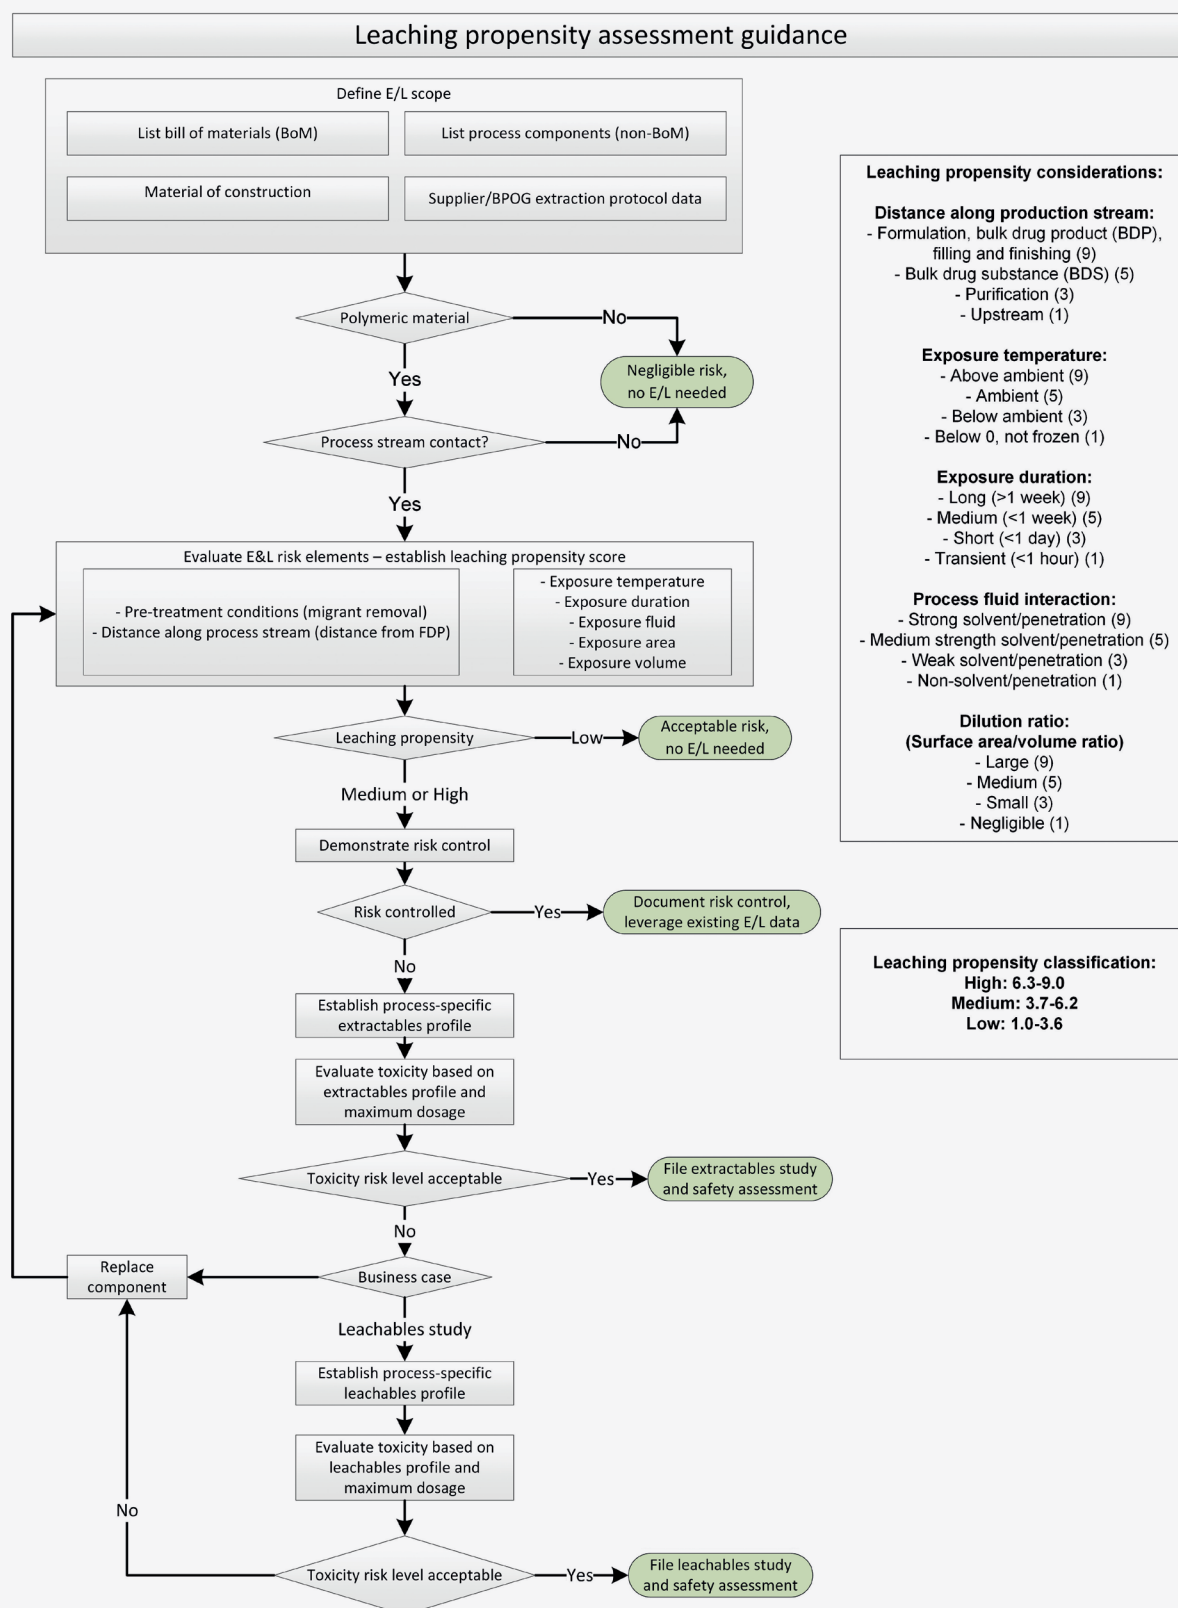 Leaching propensity assessment guidance
Define E/L scope
List bill of materials (BoM)
List process components (non-BoM)
Material of construction
Supplier/BPOG extraction protocol data
Polymeric material
No
Negligible risk,
no E/L needed
Yes
Process stream contact?
No
Yes
Evaluate E&L risk elements – establish leaching propensity score
- Pre-treatment conditions (migrant removal)
- Distance along process stream (distance from FDP)
- Exposure temperature
- Exposure duration
- Exposure fluid
- Exposure area
- Exposure volume
Leaching propensity
Low
Acceptable risk,
no E/L needed
Medium or High
Demonstrate risk control
Risk controlled
Yes
Document risk control,
leverage existing E/L data
No
Establish process-specific
extractables profile
Evaluate toxicity based on
extractables profile and
maximum dosage
Toxicity risk level acceptable
Yes
File extractables study
and safety assessment
No
Business case
Replace
component
Leachables study
Establish process-specific
leachables profile
Evaluate toxicity based on
leachables profile and
maximum dosage
No
Toxicity risk level acceptable
Yes
File leachables study
and safety assessment
Leaching propensity considerations:
Distance along production stream:
- Formulation, bulk drug product (BDP),
filling and finishing (9)
- Bulk drug substance (BDS) (5)
- Purification (3)
- Upstream (1)
Exposure temperature:
- Above ambient (9)
- Ambient (5)
- Below ambient (3)
- Below 0, not frozen (1)
Exposure duration:
- Long (>1 week) (9)
- Medium (<1 week) (5)
- Short (<1 day) (3)
- Transient (<1 hour) (1)
Process fluid interaction:
- Strong solvent/penetration (9)
- Medium strength solvent/penetration (5)
- Weak solvent/penetration (3)
- Non-solvent/penetration (1)
Dilution ratio:
(Surface area/volume ratio)
- Large (9)
- Medium (5)
- Small (3)
- Negligible (1)
Leaching propensity classification:
High: 6.3-9.0
Medium: 3.7-6.2
Low: 1.0-3.6